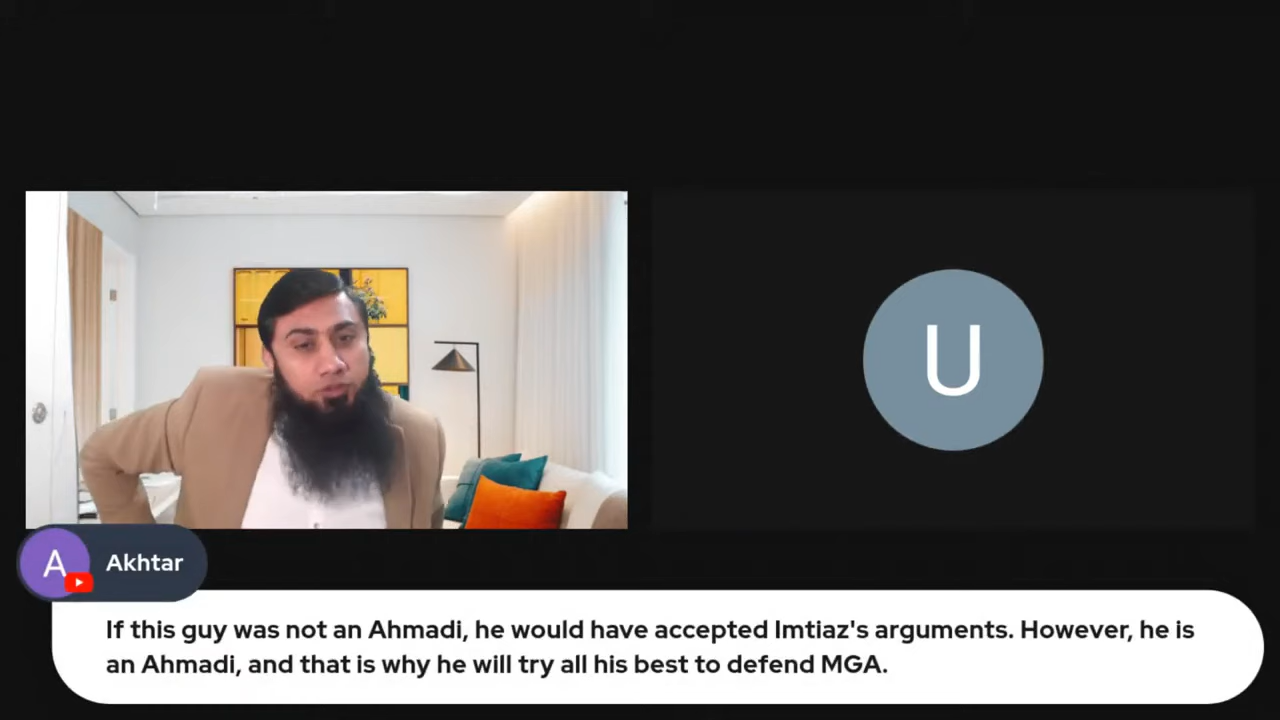 U
A
Akhtar
If this guy was not an Ahmadi, he would have accepted Imtiaz's arguments. However, he is
an Ahmadi, and that is why he will try all his best to defend MGA.